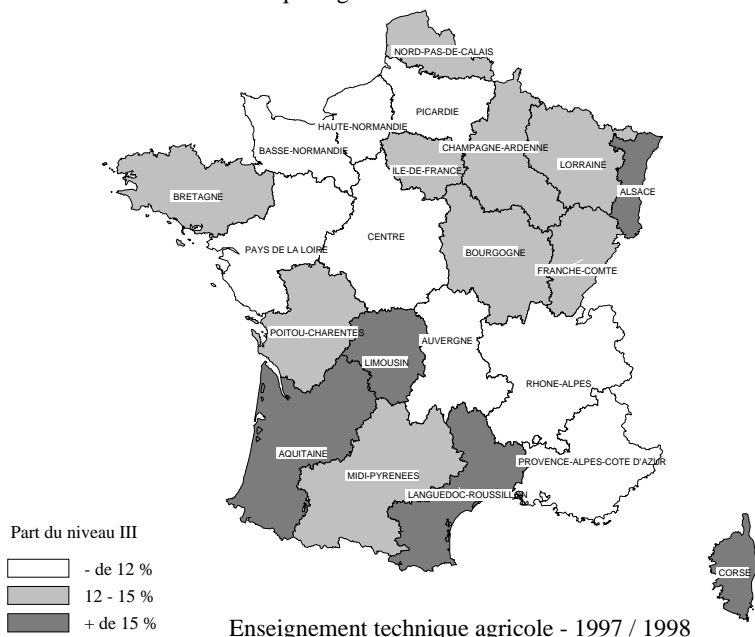 NORD-PAS-DE-CALAIS
PICARDIE
HAUTE-NORMANDIE
BASSE-NORMANDIE
CHAMPAGNE-ARDENNE
LORRAINE
ILE-DE-FRANCE
ALSACE
BRETAGNE
CENTRE
PAYS DE LA LOIRE
BOURGOGNE
FRANCHE-COMTE
POITOU-CHARENTES
AUVERGNE
LIMOUSIN
RHONE-ALPES
AQUITAINE
PROVENCE-ALPES-COTE D'AZUR
MIDI-PYRENEES
LANGUEDOC-ROUSSILLON
Part du niveau III
- de 12 %
CORSE
12 - 15 %
+ de 15 %
Enseignement technique agricole - 1997 / 1998